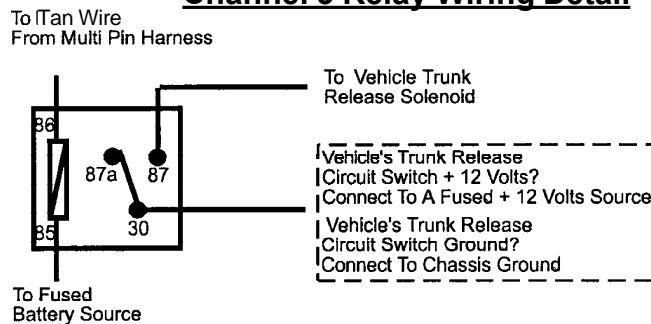 Channel 3 Relay Wiring Detail
To Tan Wire
From Multi Pin Harness
To Vehicle Trunk
Release Solenoid
86
87a
87
30
85
Vehicle's Trunk Release
Circuit Switch + 12 Volts?
Connect To A Fused + 12 Volts Source
Vehicle's Trunk Release
Circuit Switch Ground?
Connect To Chassis Ground
To Fused
Battery Source